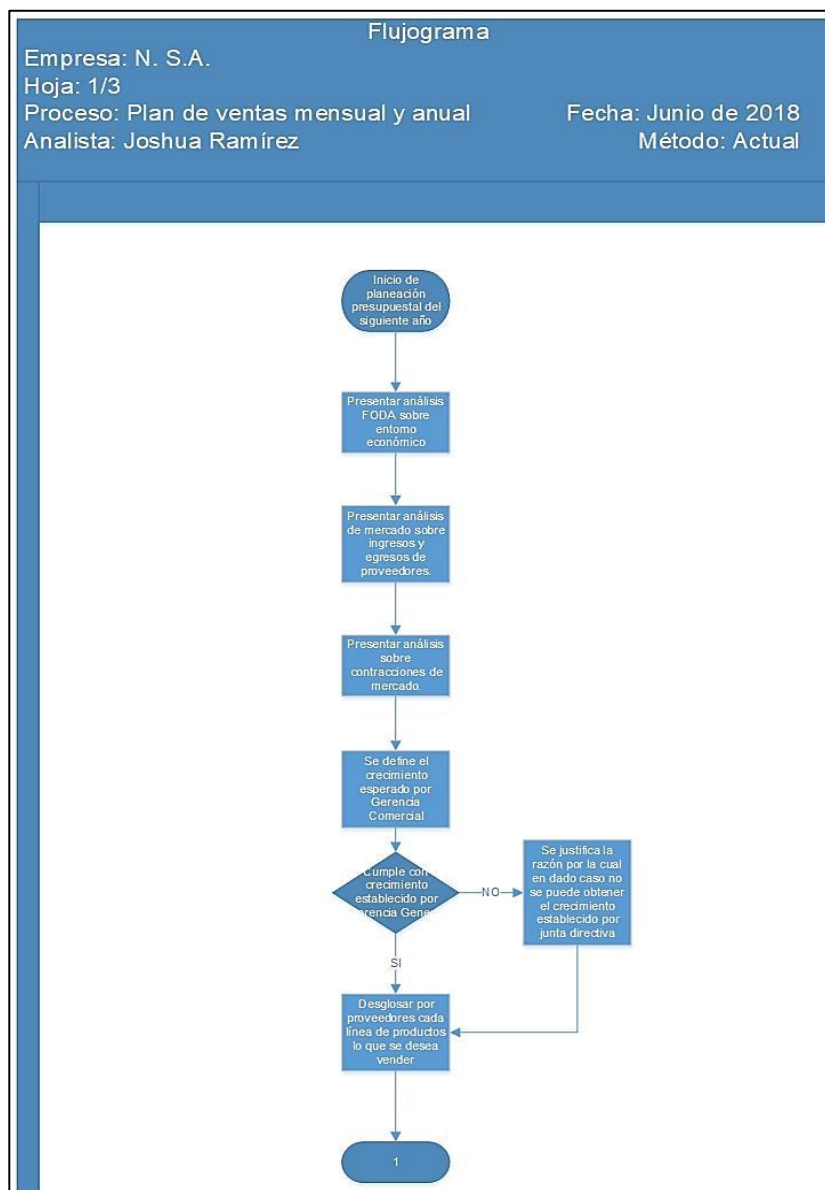 Flujograma
Empresa: N. S.A.
Hoja: 1/3
Proceso: Plan de ventas mensual y anual Fecha: Junio de 2018
Analista: Joshua Ramírez Método: Actual
Inicio de
planeación
presupuestal del
siguiente año
Presentar análisis
FODA sobre
entorno
económico
Presentar análisis
de mercado sobre
ingresos y
egresos de
proveedores.
Presentar análisis
sobre
contracciones de
mercado.
Se define el
crecimiento
esperado por
Gerencia
Comercial
Cumple con
crecimiento
establecido por
erencia Gene
NO
Se justifica la
razón por la cual
en dado caso no
se puede obtener
el crecimiento
establecido por
junta directiva
SI
Desglosar por
proveedores cada
línea de productos
lo que se desea
vender
1